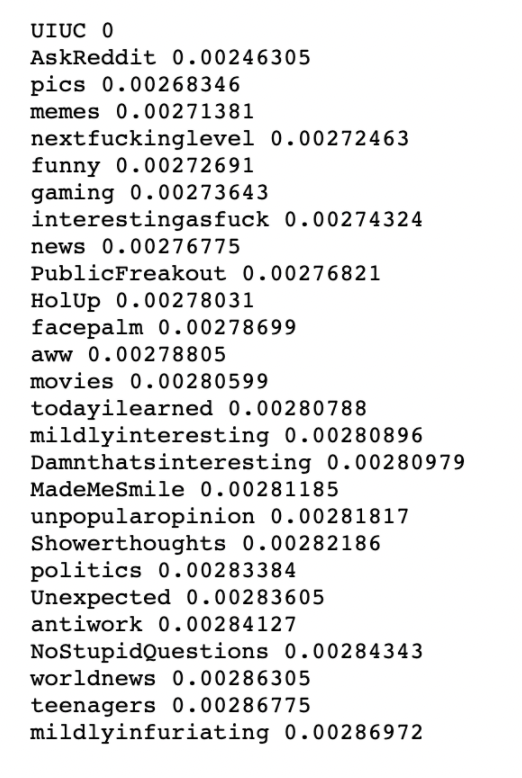 UIUC 0
AskReddit 0.00246305
pics 0.00268346
memes 0.00271381
nextfuckinglevel 0.00272463
funny 0.00272691
gaming 0.00273643
interestingasfuck 0.00274324
news 0.00276775
PublicFreakout 0.00276821
HolUp 0.00278031
facepalm 0.00278699
aww 0.00278805
movies 0.00280599
todayilearned 0.00280788
mildlyinteresting 0.00280896
Damnthatsinteresting 0.00280979
MadeMeSmile 0.00281185
unpopularopinion 0.00281817
Showerthoughts 0.00282186
politics 0.00283384
Unexpected 0.00283605
antiwork 0.00284127
NoStupidQuestions 0.00284343
worldnews 0.00286305
teenagers 0.00286775
mildlyinfuriating 0.00286972